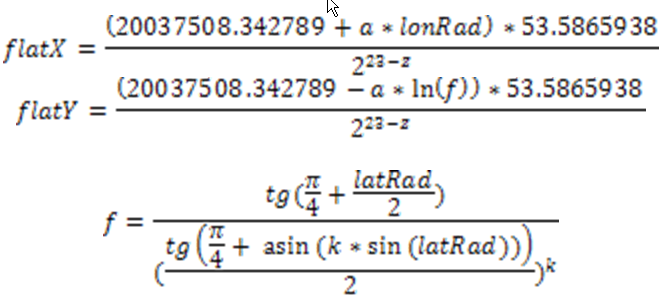 flatX = (20037508.342789 + a * lonRad) * 53.5865938 / 2^(23-z)
flatY = (20037508.342789 - a * ln(f)) * 53.5865938 / 2^(23-z)
f = tg(π/4 + latRad/2) / (tg(π/4 + asin (k * sin (latRad)))/2)^k